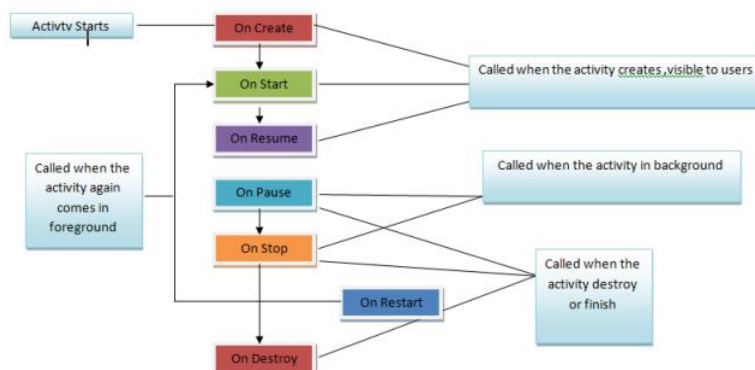 Activty Starts
On Create
On Start
Called when the activity creates ,visible to users
On Resume
Called when the
activity again
comes in
foreground
Called when the activity in background
On Pause
On Stop
Called when the
activity destroy
or finish
On Restart
On Destroy